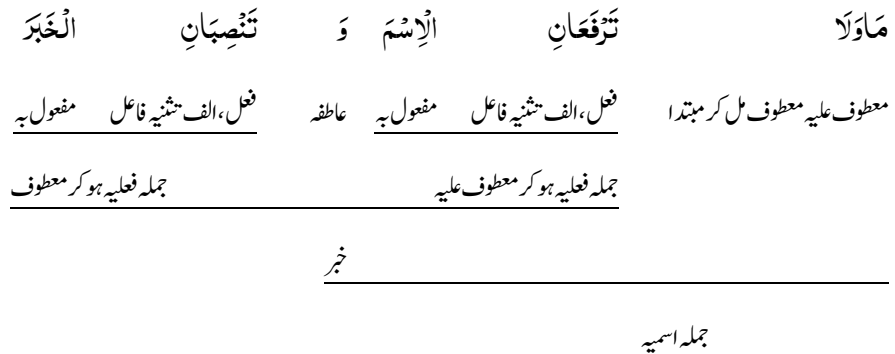 مَاوَلَا تَرْفَعَانِ الْاِسْمَ وَ تَنْصِبَانِ الْخَبَرَ
معطوف علیہ معطوف مل کر مبتدا فعل، الف تثنیہ فاعل مفعول بہ عاطفہ فعل، الف تثنیہ فاعل مفعول بہ
جملہ فعلیہ ہو کر معطوف علیہ جملہ فعلیہ ہو کر معطوف
خبر
جملہ اسمیہ